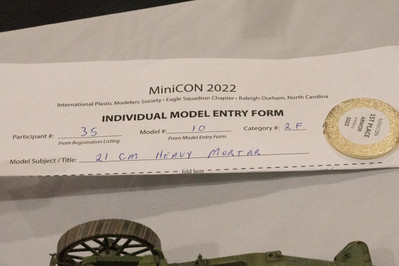 MiniCON 2022
International Plastic Modelers Society • Eagle Squadron Chapter • Raleigh-Durham, North Carolina
INDIVIDUAL MODEL ENTRY FORM
Participant #: 35 Model #: 10 Category #: 2F
From Registration Listing From Model Entry Form
Model Subject / Title: 21 CM HEAVY MORTAR
fold here
1ST PLACE
ARMOR
2022